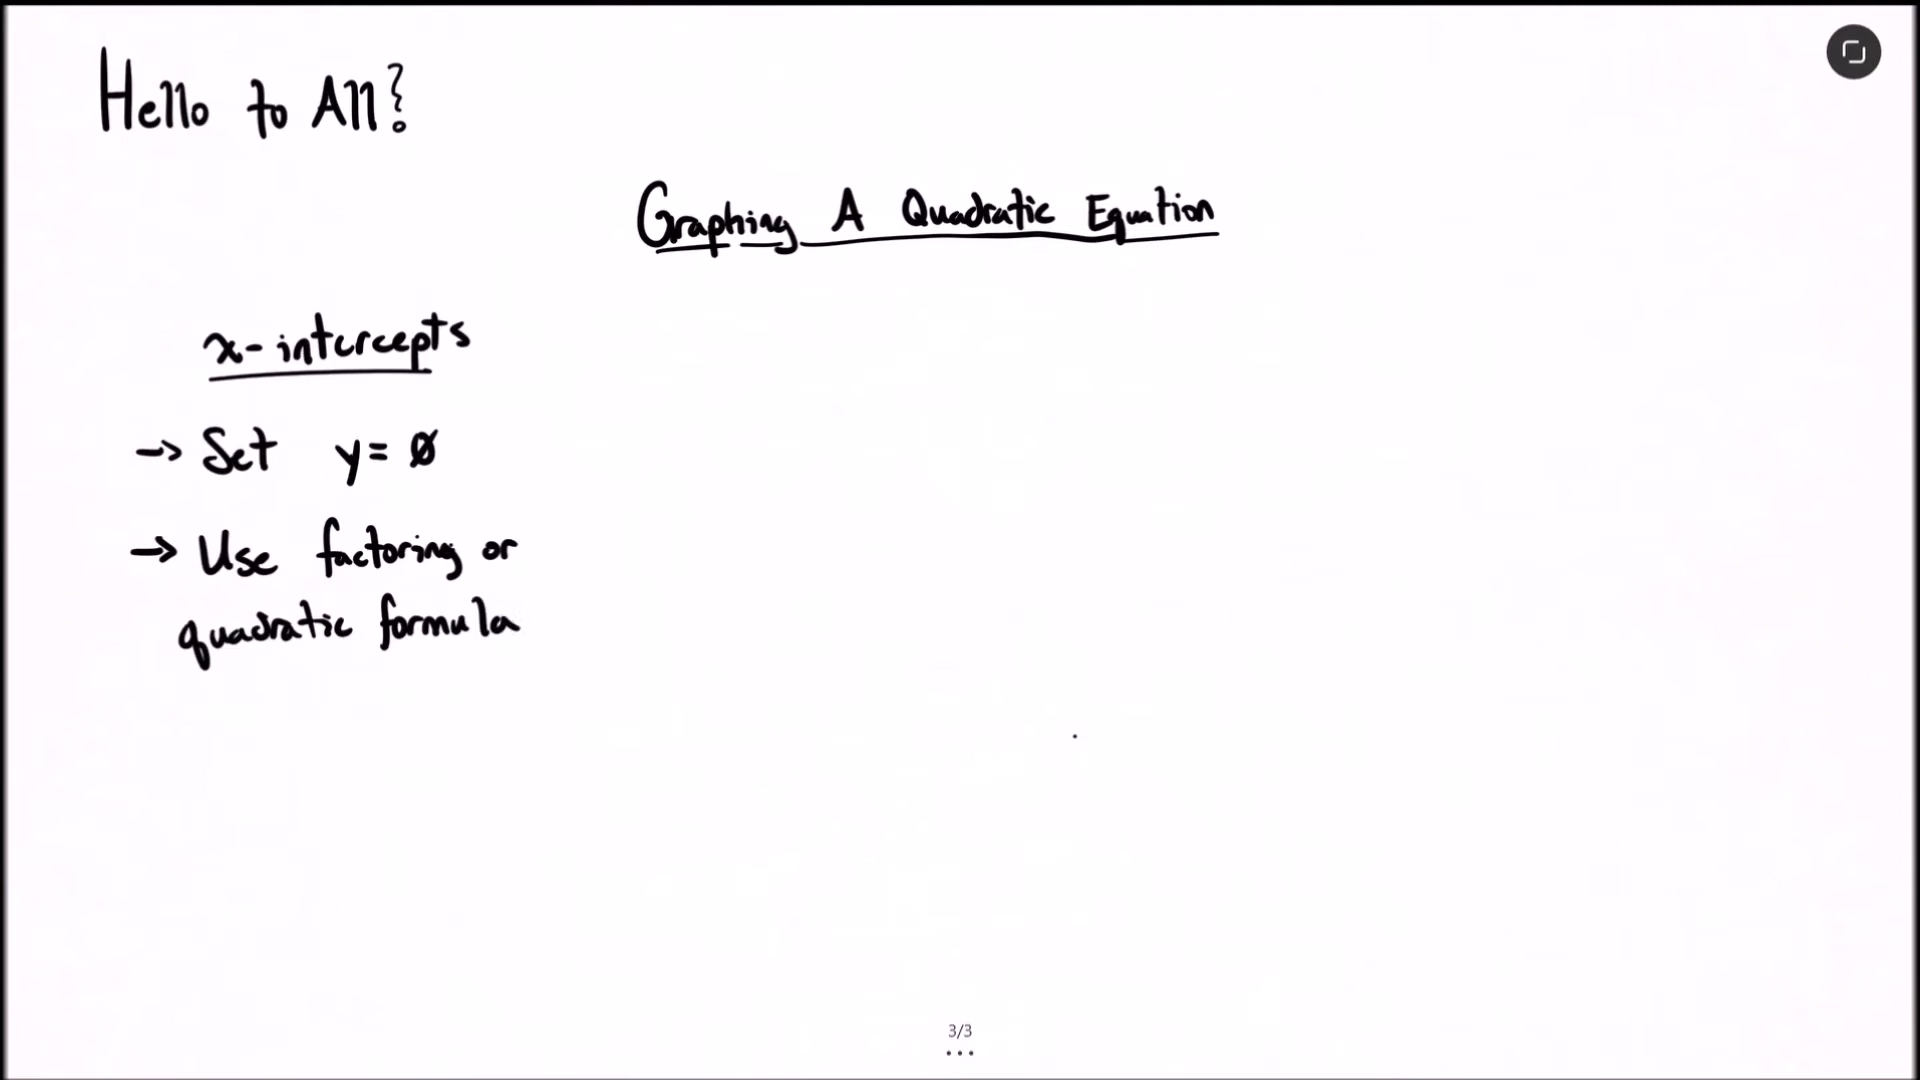 Hello to All?
Graphing A Quadratic Equation
x-intercepts
→ Set y = Ø
→ Use factoring or
quadratic formula
3/3